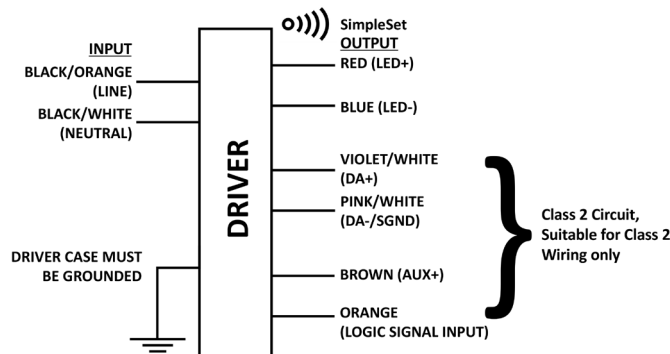 SimpleSet
INPUT
OUTPUT
BLACK/ORANGE
(LINE)
BLACK/WHITE
(NEUTRAL)
DRIVER CASE MUST
BE GROUNDED
DRIVER
RED (LED+)
BLUE (LED-)
VIOLET/WHITE
(DA+)
PINK/WHITE
(DA-/SGND)
BROWN (AUX+)
ORANGE
(LOGIC SIGNAL INPUT)
Class 2 Circuit,
Suitable for Class 2
Wiring only